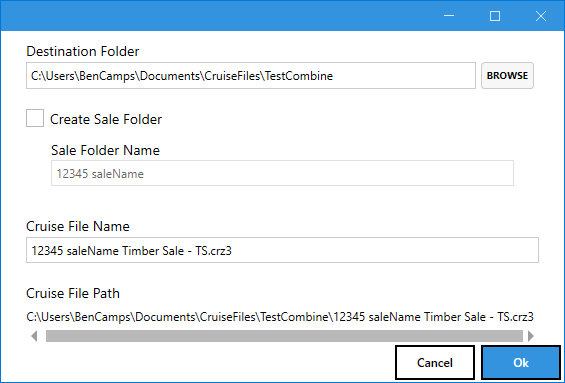 Destination Folder
C:\Users\BenCamps\Documents\CruiseFiles\TestCombine
BROWSE
Create Sale Folder
Sale Folder Name
12345 saleName
Cruise File Name
12345 saleName Timber Sale - TS.crz3
Cruise File Path
C:\Users\BenCamps\Documents\CruiseFiles\TestCombine\12345 saleName Timber Sale - TS.crz3
Cancel
Ok